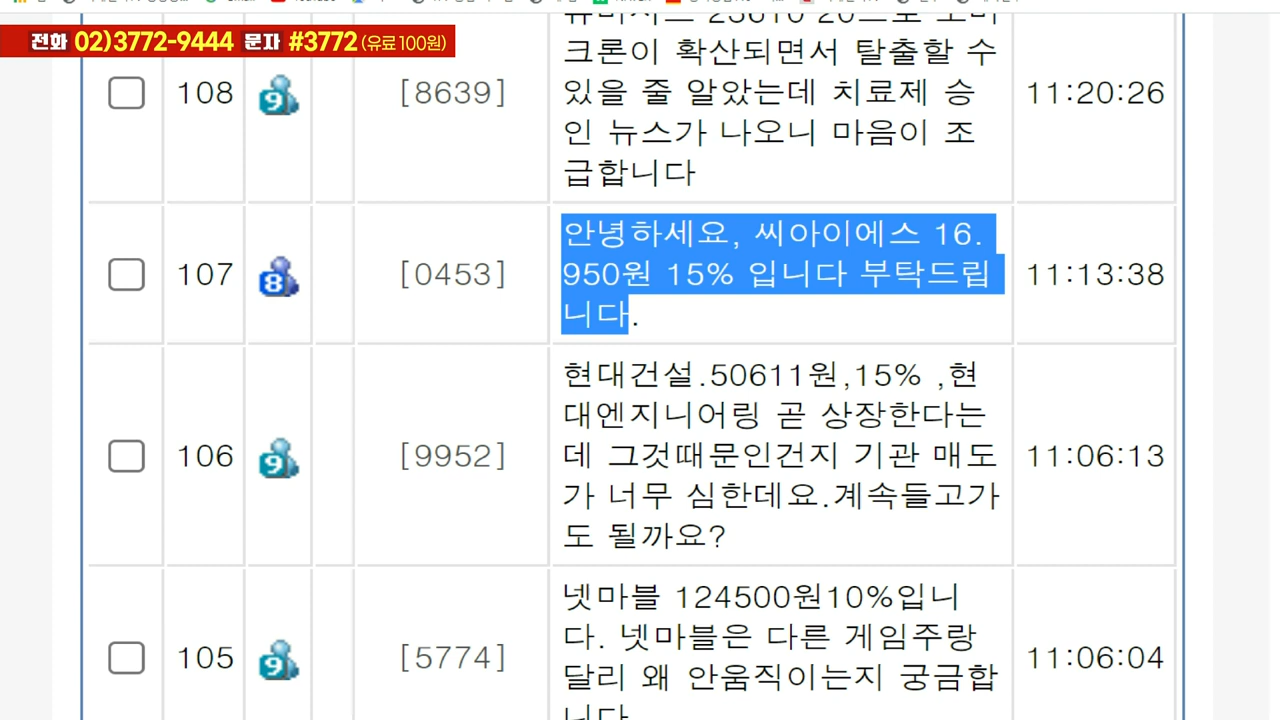 전화 02)3772-9444 문자 #3772 (유료 100원)
크론이 확산되면서 탈출할 수
108 [8639] 있을 줄 알았는데 치료제 승 11:20:26
인 뉴스가 나오니 마음이 조
급합니다
안녕하세요, 씨아이에스 16.
107 [0453] 950원 15% 입니다 부탁드립 11:13:38
니다.
현대건설.50611원,15% ,현
대엔지니어링 곧 상장한다는
106 [9952] 데 그것때문인건지 기관 매도 11:06:13
가 너무 심한데요.계속들고가
도 될까요?
넷마블 124500원10%입니
다. 넷마블은 다른 게임주랑
105 [5774] 달리 왜 안움직이는지 궁금합 11:06:04
니다